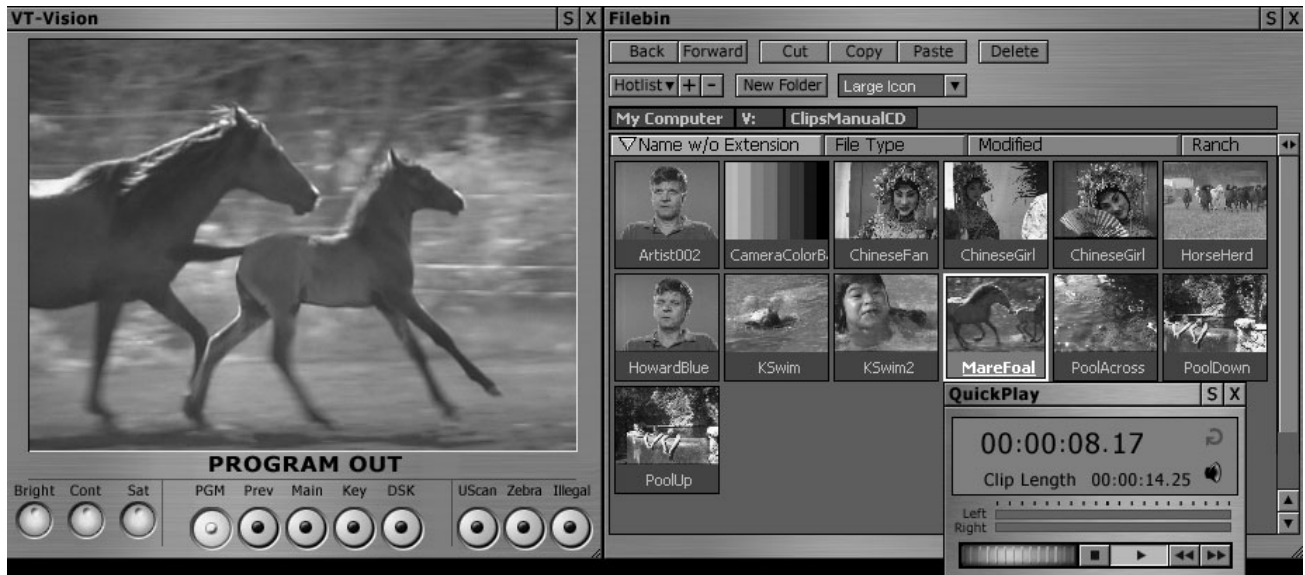 VT-Vision S X
PROGRAM OUT
Bright Cont Sat PGM Prev Main Key DSK UScan Zebra Illegal
Filebin S X
Back Forward Cut Copy Paste Delete
Hotlist + - New Folder Large Icon
My Computer V: ClipsManualCD
Name w/o Extension File Type Modified Ranch
Artist002 CameraColorB ChineseFan ChineseGirl ChineseGirl HorseHerd
HowardBlue KSwim KSwim2 MareFoal PoolAcross PoolDown
PoolUp
QuickPlay S X
00:00:08.17
Clip Length 00:00:14.25
Left
Right